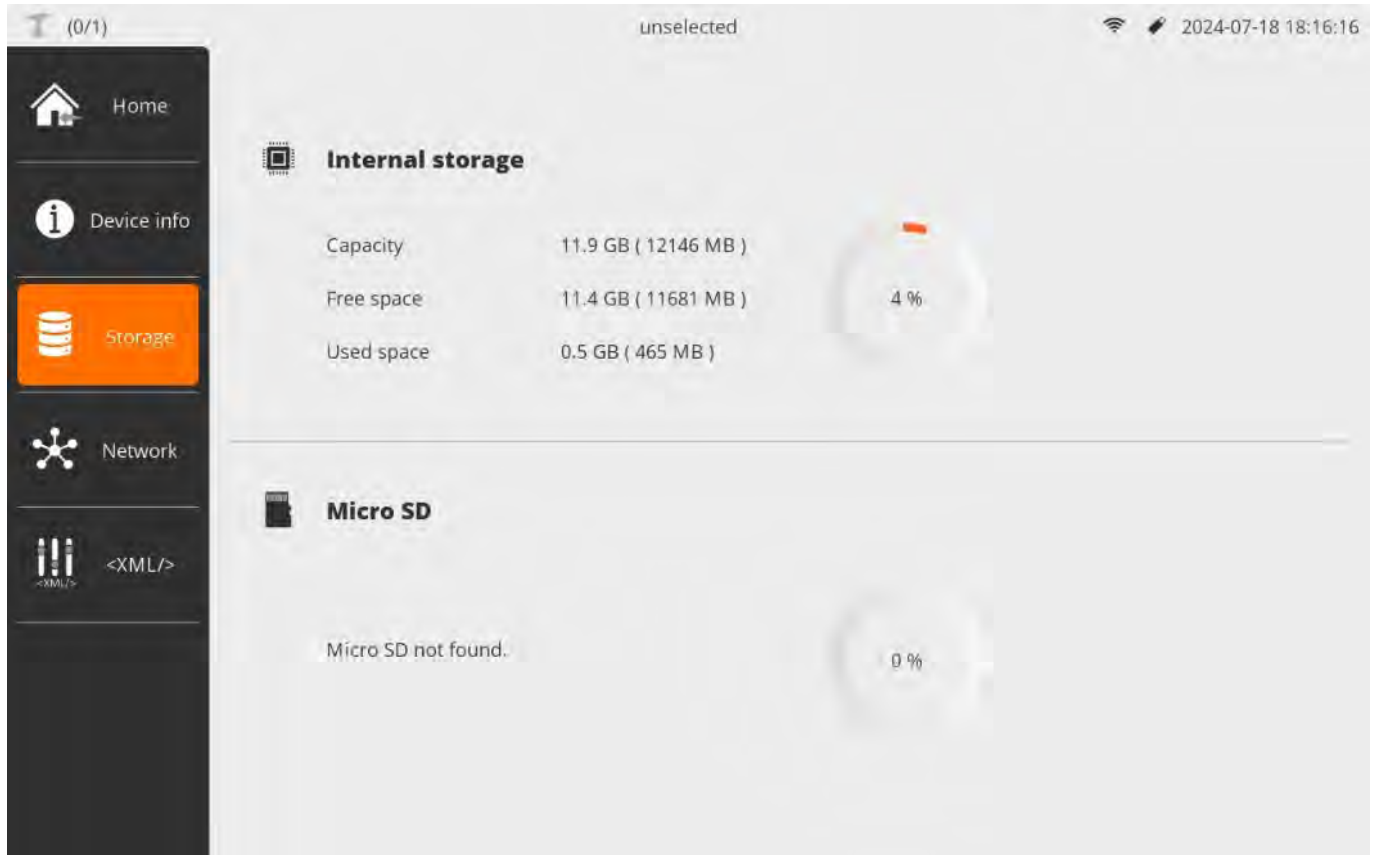 (0/1) unselected 2024-07-18 18:16:16
Home
Device info
Storage
Network
<XML/>
<XML/>
Internal storage
Capacity 11.9 GB ( 12146 MB )
Free space 11.4 GB ( 11681 MB )
Used space 0.5 GB ( 465 MB )
4 %
Micro SD
Micro SD not found.
0 %